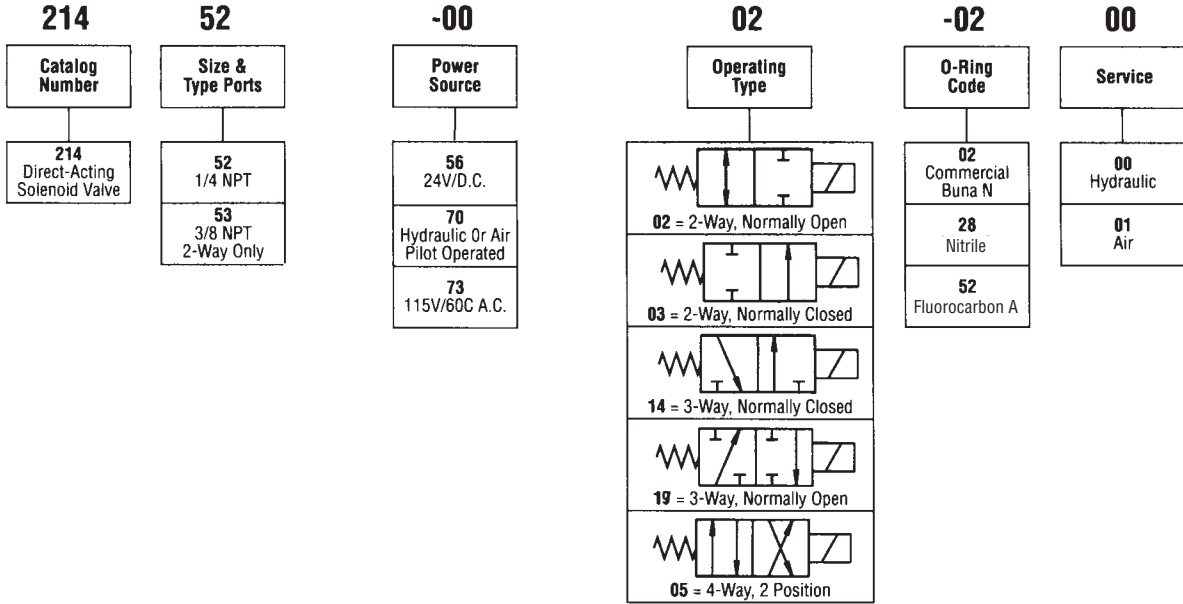 214 52 -00 02 -02 00
Catalog
Number
Size &
Type Ports
Power
Source
Operating
Type
O-Ring
Code
Service
214
Direct-Acting
Solenoid Valve
52
1/4 NPT
53
3/8 NPT
2-Way Only
56
24V/D.C.
70
Hydraulic Or Air
Pilot Operated
73
115V/60C A.C.
02 = 2-Way, Normally Open
03 = 2-Way, Normally Closed
14 = 3-Way, Normally Closed
19 = 3-Way, Normally Open
05 = 4-Way, 2 Position
02
Commercial
Buna N
28
Nitrile
52
Fluorocarbon A
00
Hydraulic
01
Air